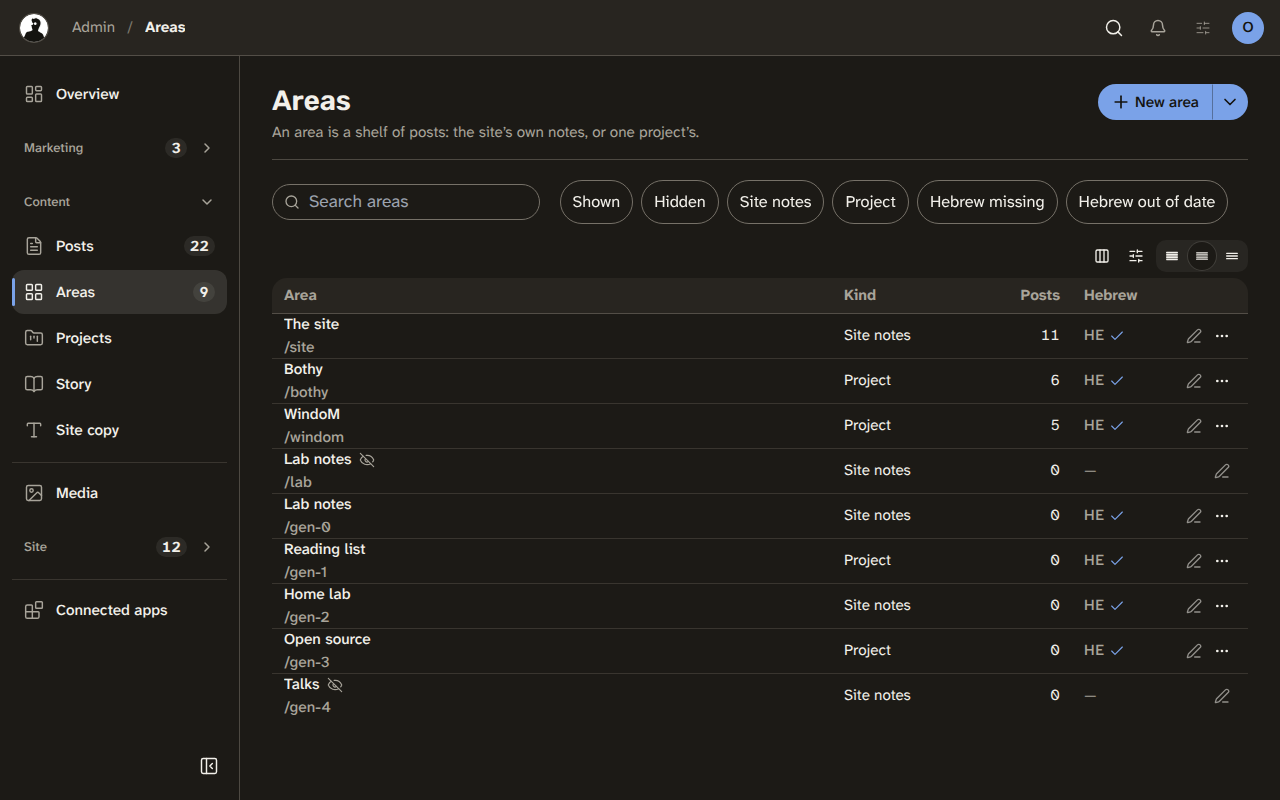 Admin / Areas
O
Overview
Marketing 3
Content
Posts 22
Areas 9
Projects
Story
Site copy
Media
Site 12
Connected apps
Areas
An area is a shelf of posts: the site’s own notes, or one project’s.
New area
Search areas
Shown
Hidden
Site notes
Project
Hebrew missing
Hebrew out of date
Area Kind Posts Hebrew
The site
/site
Site notes 11 HE
Bothy
/bothy
Project 6 HE
WindoM
/windom
Project 5 HE
Lab notes
/lab
Site notes 0 —
Lab notes
/gen-0
Site notes 0 HE
Reading list
/gen-1
Project 0 HE
Home lab
/gen-2
Site notes 0 HE
Open source
/gen-3
Project 0 HE
Talks
/gen-4
Site notes 0 —